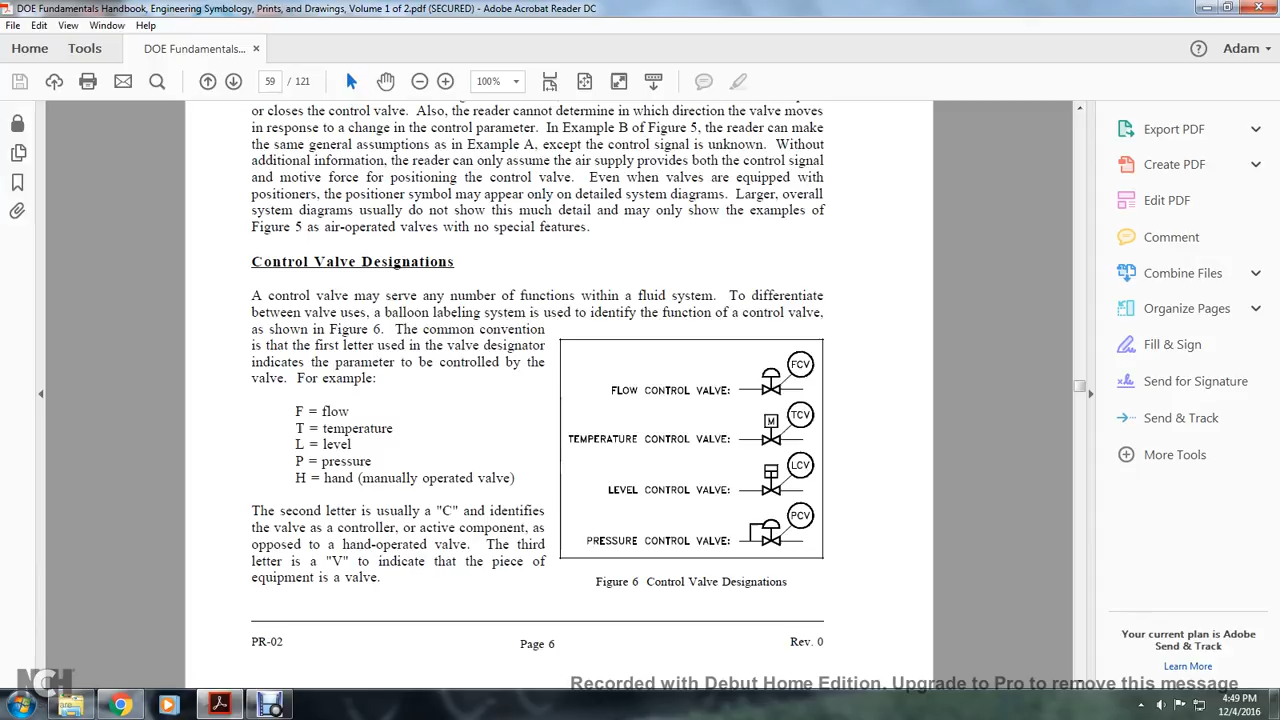 DOE Fundamentals Handbook, Engineering Symbology, Prints, and Drawings, Volume 1 of 2.pdf (SECURED) - Adobe Acrobat Reader DC
File Edit View Window Help
Home Tools DOE Fundamentals... × Adam
59 / 121 100%
or closes the control valve. Also, the reader cannot determine in which direction the valve moves
in response to a change in the control parameter. In Example B of Figure 5, the reader can make
the same general assumptions as in Example A, except the control signal is unknown. Without
additional information, the reader can only assume the air supply provides both the control signal
and motive force for positioning the control valve. Even when valves are equipped with
positioners, the positioner symbol may appear only on detailed system diagrams. Larger, overall
system diagrams usually do not show this much detail and may only show the examples of
Figure 5 as air-operated valves with no special features.
Control Valve Designations
A control valve may serve any number of functions within a fluid system. To differentiate
between valve uses, a balloon labeling system is used to identify the function of a control valve,
as shown in Figure 6. The common convention
is that the first letter used in the valve designator
indicates the parameter to be controlled by the
valve. For example:
F = flow
T = temperature
L = level
P = pressure
H = hand (manually operated valve)
The second letter is usually a "C" and identifies
the valve as a controller, or active component, as
opposed to a hand-operated valve. The third
letter is a "V" to indicate that the piece of
equipment is a valve.
FCV
FLOW CONTROL VALVE:
M TCV
TEMPERATURE CONTROL VALVE:
LCV
LEVEL CONTROL VALVE:
PCV
PRESSURE CONTROL VALVE:
Figure 6 Control Valve Designations
PR-02 Page 6 Rev. 0
Export PDF
Create PDF
Edit PDF
Comment
Combine Files
Organize Pages
Fill & Sign
Send for Signature
Send & Track
More Tools
Your current plan is Adobe
Send & Track
Learn More
NCH
Recorded with Debut Home Edition. Upgrade to Pro to remove this message
4:49 PM
12/4/2016